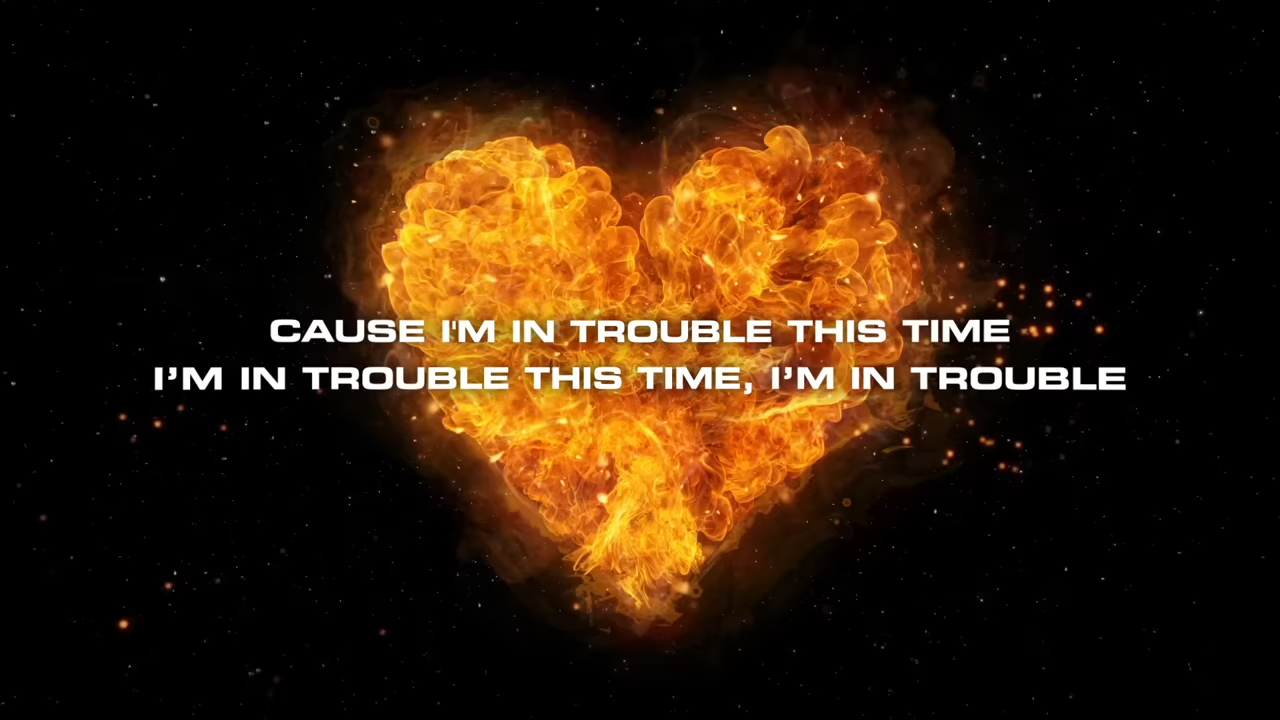 CAUSE I'M IN TROUBLE THIS TIME
I’M IN TROUBLE THIS TIME, I’M IN TROUBLE